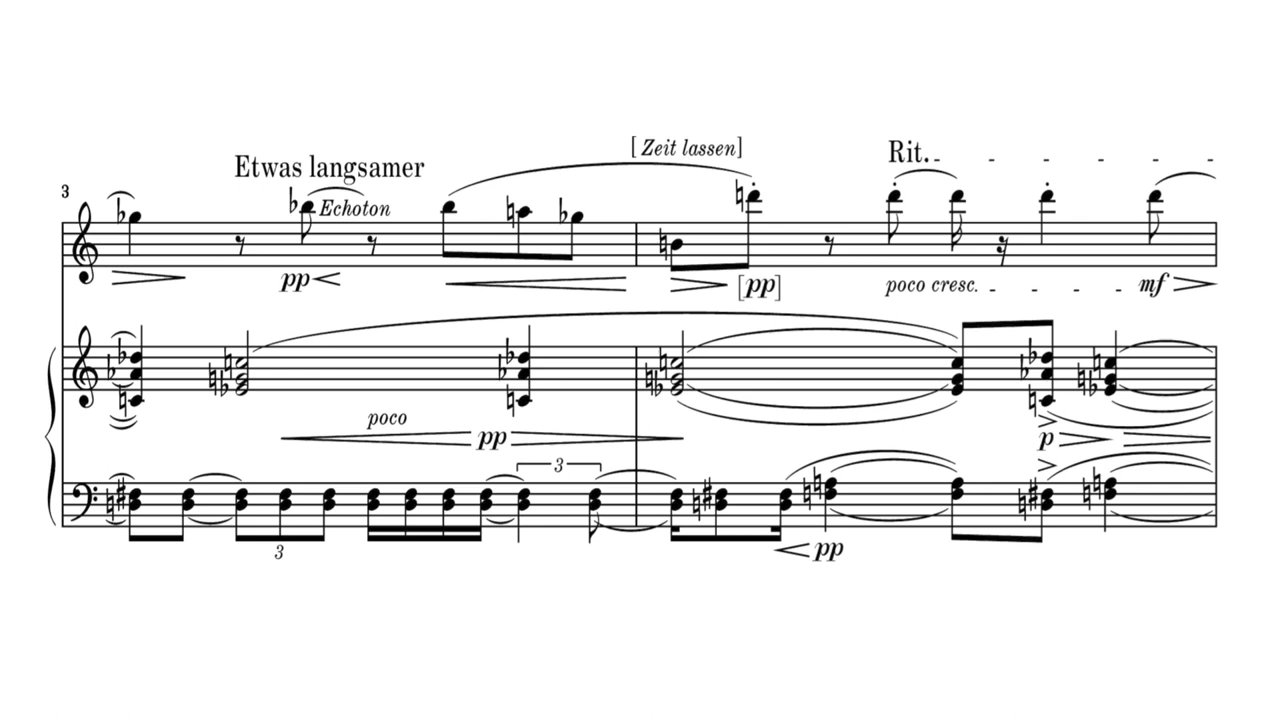 [ Zeit lassen]
Etwas langsamer
Rit.
3
Echoton
pp
[pp]
poco cresc.
mf
poco
pp
p
3
3
pp